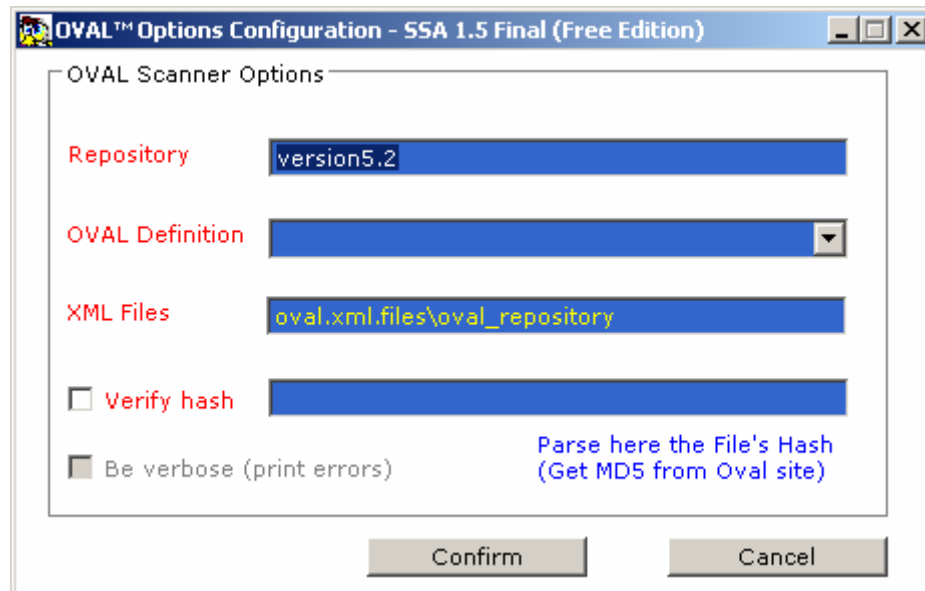 OVAL™ Options Configuration - SSA 1.5 Final (Free Edition)
OVAL Scanner Options
Repository version5.2
OVAL Definition
XML Files oval.xml.files\oval_repository
Verify hash
Be verbose (print errors)
Parse here the File's Hash
(Get MD5 from Oval site)
Confirm Cancel